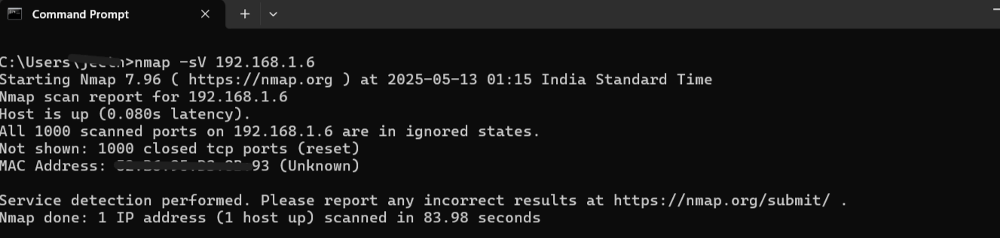 Command Prompt
C:\Users\>nmap -sV 192.168.1.6
Starting Nmap 7.96 ( https://nmap.org ) at 2025-05-13 01:15 India Standard Time
Nmap scan report for 192.168.1.6
Host is up (0.080s latency).
All 1000 scanned ports on 192.168.1.6 are in ignored states.
Not shown: 1000 closed tcp ports (reset)
MAC Address: 93 (Unknown)
Service detection performed. Please report any incorrect results at https://nmap.org/submit/ .
Nmap done: 1 IP address (1 host up) scanned in 83.98 seconds